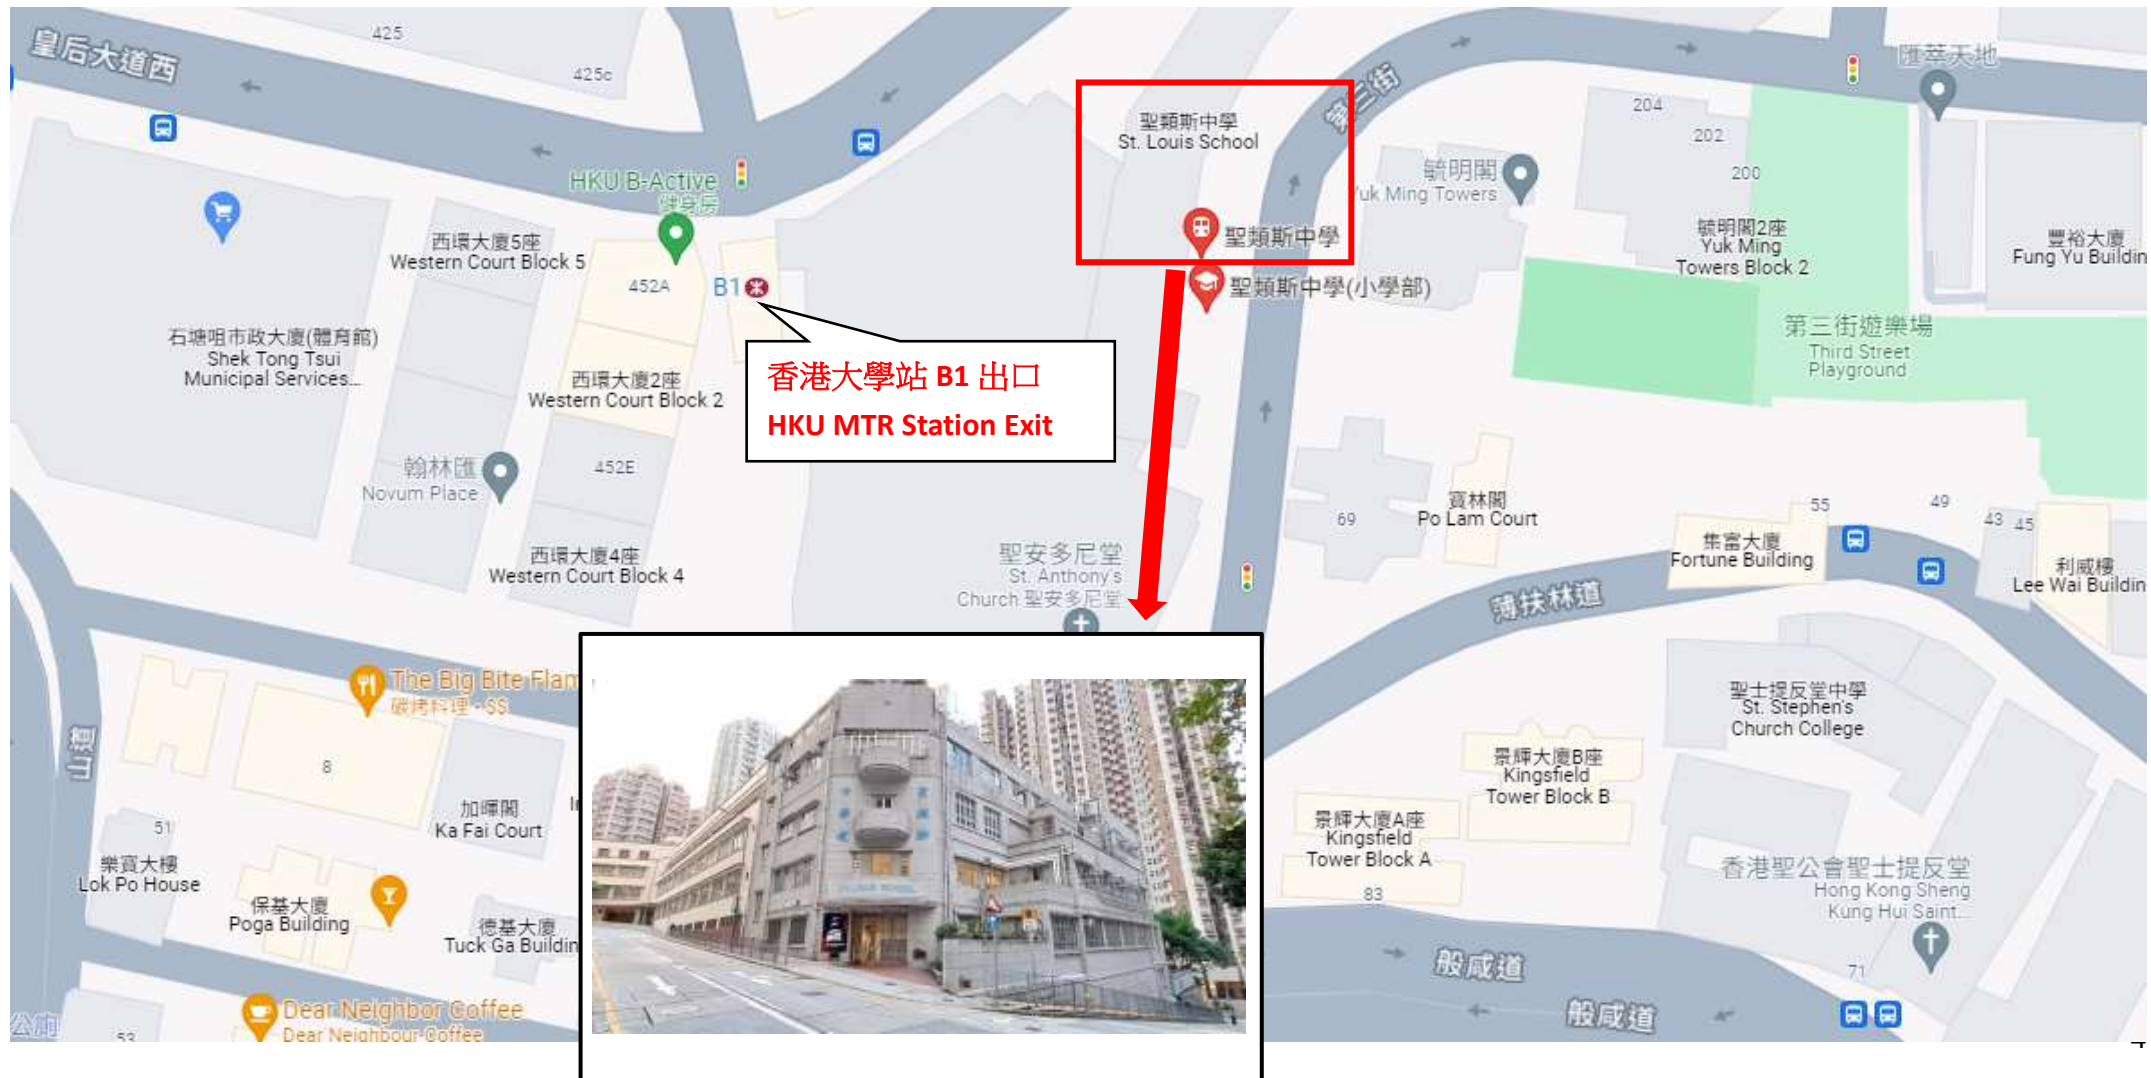 皇后大道西
425
425c
聖類斯中學
St. Louis School
第三街
204
202
200
匯萃天地
HKU B-Active
健身房
毓明閣
Yuk Ming Towers
聖類斯中學
聖類斯中學(小學部)
毓明閣2座
Yuk Ming
Towers Block 2
豐裕大廈
Fung Yu Buildin
西環大廈5座
Western Court Block 5
452A
B1
石塘咀市政大廈(體育館)
Shek Tong Tsui
Municipal Services...
香港大學站 B1 出口
HKU MTR Station Exit
第三街遊樂場
Third Street
Playground
西環大廈2座
Western Court Block 2
翰林匯
Novum Place
452E
69
寶林閣
Po Lam Court
55
49
43
45
集富大廈
Fortune Building
利威樓
Lee Wai Buildin
西環大廈4座
Western Court Block 4
聖安多尼堂
St. Anthony's
Church 聖安多尼堂
薄扶林道
The Big Bite Flam
碳烤料理・SS
聖士提反堂中學
St. Stephen's
Church College
山道
8
加暉閣
Ka Fai Court
景輝大廈B座
Kingsfield
Tower Block B
景輝大廈A座
Kingsfield
Tower Block A
83
51
樂寶大樓
Lok Po House
保基大廈
Poga Building
德基大廈
Tuck Ga Buildin
香港聖公會聖士提反堂
Hong Kong Sheng
Kung Hui Saint...
ST. LOUIS SCHOOL
般咸道
71
般咸道
Dear Neighbor Coffee
Dear Neighbour Coffee
53